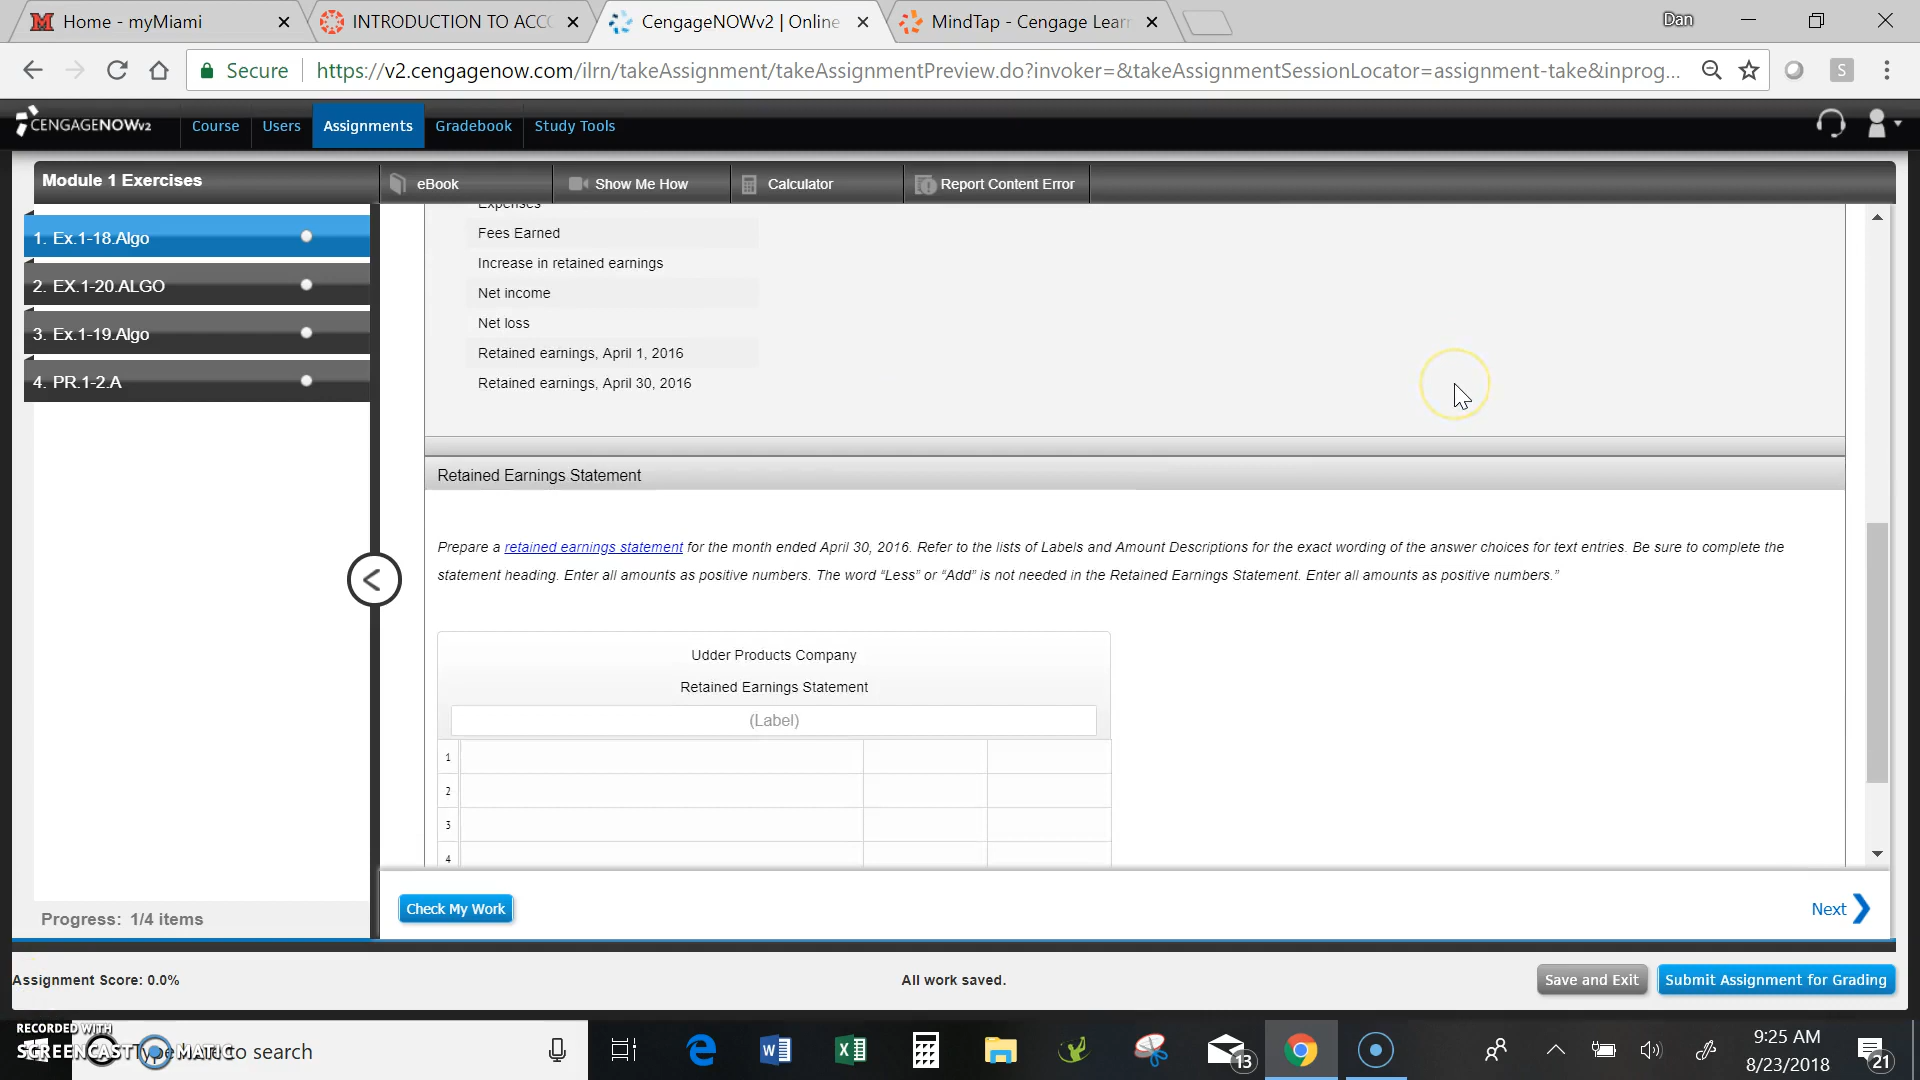 Home - myMiami
INTRODUCTION TO ACCO
CengageNOWv2 | Online
MindTap - Cengage Lear
Dan
Secure
https://v2.cengagenow.com/ilrn/takeAssignment/takeAssignmentPreview.do?invoker=&takeAssignmentSessionLocator=assignment-take&inprog...
S
CENGAGENOWv2
Course
Users
Assignments
Gradebook
Study Tools
Module 1 Exercises
eBook
Show Me How
Calculator
Report Content Error
1. Ex.1-18.Algo
2. EX.1-20.ALGO
3. Ex.1-19.Algo
4. PR.1-2.A
Expenses
Fees Earned
Increase in retained earnings
Net income
Net loss
Retained earnings, April 1, 2016
Retained earnings, April 30, 2016
Retained Earnings Statement
Prepare a retained earnings statement for the month ended April 30, 2016. Refer to the lists of Labels and Amount Descriptions for the exact wording of the answer choices for text entries. Be sure to complete the
statement heading. Enter all amounts as positive numbers. The word “Less” or “Add” is not needed in the Retained Earnings Statement. Enter all amounts as positive numbers.”
Udder Products Company
Retained Earnings Statement
(Label)
1
2
3
4
Progress: 1/4 items
Check My Work
Next
Assignment Score: 0.0%
All work saved.
Save and Exit
Submit Assignment for Grading
RECORDED WITH
SCREENCAST MATIC
Type here to search
13
9:25 AM
8/23/2018
21